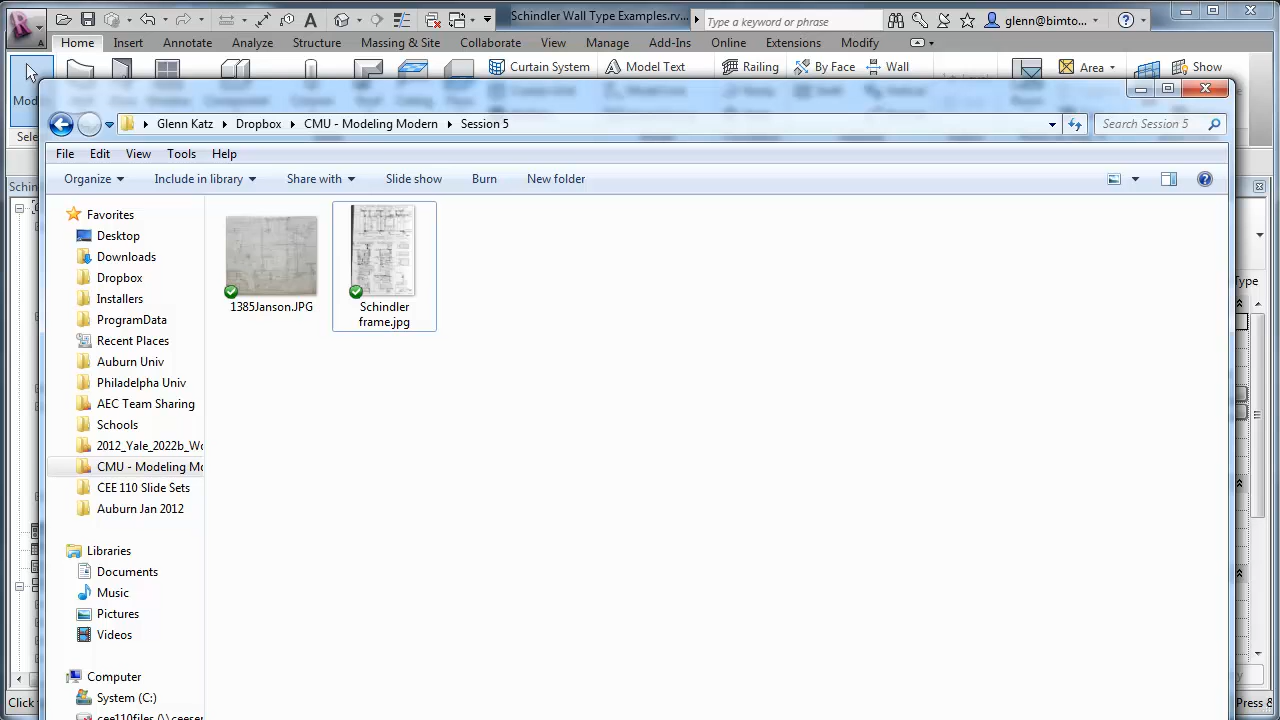 Schindler Wall Type Examples.rv...
Type a keyword or phrase
glenn@bimto...
Home Insert Annotate Analyze Structure Massing & Site Collaborate View Manage Add-Ins Online Extensions Modify
Curtain System Model Text Railing By Face Wall Area Show
Glenn Katz Dropbox CMU - Modeling Modern Session 5
Search Session 5
File Edit View Tools Help
Organize Include in library Share with Slide show Burn New folder
Favorites
Desktop
Downloads
Dropbox
Installers
ProgramData
Recent Places
Auburn Univ
Philadelpha Univ
AEC Team Sharing
Schools
2012_Yale_2022b_Wo
CMU - Modeling Mo
CEE 110 Slide Sets
Auburn Jan 2012
Libraries
Documents
Music
Pictures
Videos
Computer
System (C:)
1385Janson.JPG
Schindler
frame.jpg
Type
Click
Press &